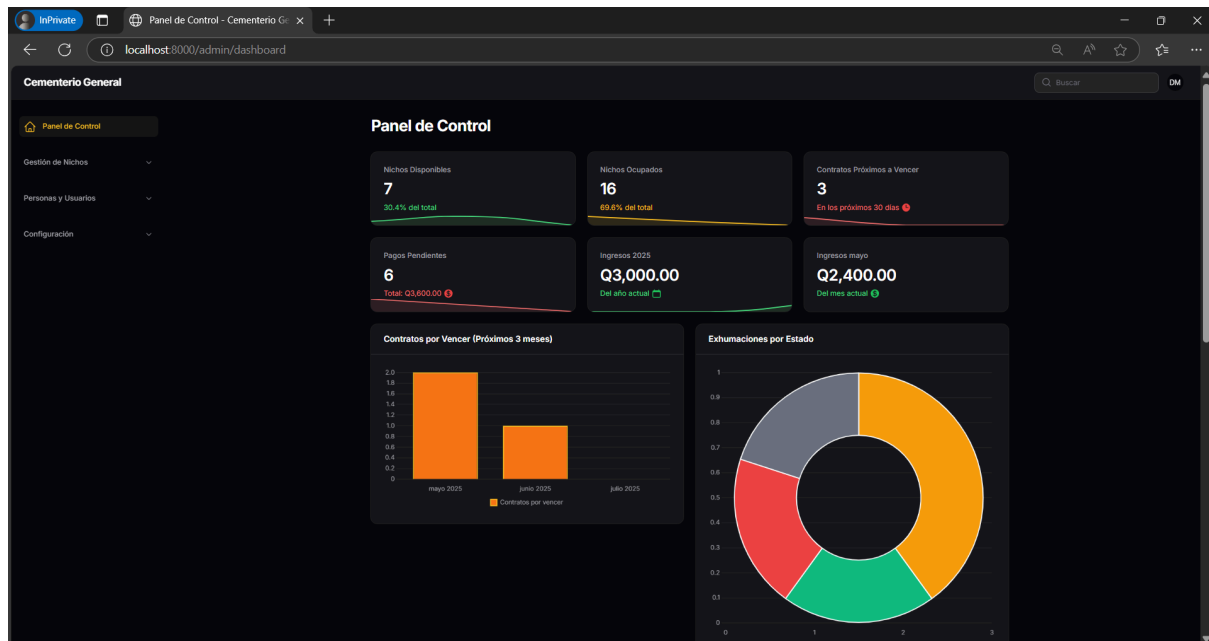 InPrivate
Panel de Control - Cementerio Ge
localhost:8000/admin/dashboard
Cementerio General
Buscar
DM
Panel de Control
Gestión de Nichos
Personas y Usuarios
Configuración
Panel de Control
Nichos Disponibles
7
30.4% del total
Nichos Ocupados
16
69.6% del total
Contratos Próximos a Vencer
3
En los próximos 30 días
Pagos Pendientes
6
Total: Q3,600.00
Ingresos 2025
Q3,000.00
Del año actual
Ingresos mayo
Q2,400.00
Del mes actual
Contratos por Vencer (Próximos 3 meses)
2.0
1.8
1.6
1.4
1.2
1.0
0.8
0.6
0.4
0.2
0
mayo 2025
junio 2025
julio 2025
Contratos por vencer
Exhumaciones por Estado
1
0.9
0.8
0.7
0.6
0.5
0.4
0.3
0.2
0.1
0
0
1
2
3